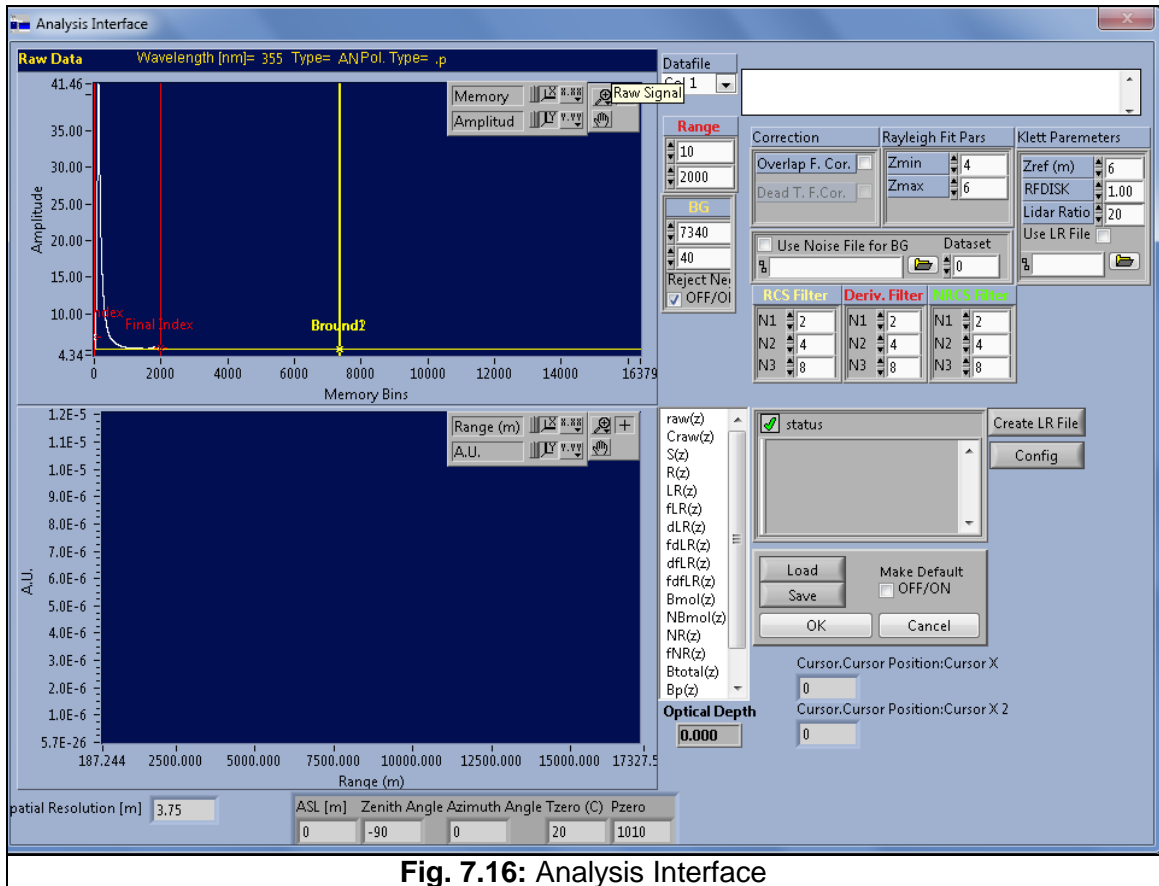 Analysis Interface
Raw Data Wavelength [nm]= 355 Type= AN Pol. Type= .p
41.46
35.00
30.00
25.00
20.00
15.00
10.00
4.34
Amplitude
Memory
Amplitud
Raw Signal
Final Index
0 2000 4000 6000 8000 10000 12000 14000 16379
Memory Bins
Datafile
Col 1
Range
10
2000
BG
7340
40
Reject Ne
OFF/O
Correction
Overlap F. Cor.
Dead T. F.Cor.
Rayleigh Fit Pars
Zmin 4
Zmax 6
Klett Paremeters
Zref (m) 6
RFDISK 1.00
Lidar Ratio 20
Use LR File
Use Noise File for BG Dataset
0
RCS Filter Deriv. Filter NRCS Filter
N1 2 N1 2 N1 2
N2 4 N2 4 N2 4
N3 8 N3 8 N3 8
1.2E-5
1.1E-5
1.0E-5
9.0E-6
8.0E-6
7.0E-6
6.0E-6
5.0E-6
4.0E-6
3.0E-6
2.0E-6
1.0E-6
5.7E-26
A.U.
Range (m)
A.U.
187.244 2500.000 5000.000 7500.000 10000.000 12500.000 15000.000 17327.5
Range (m)
raw(z)
Craw(z)
S(z)
R(z)
LR(z)
fLR(z)
dLR(z)
fdLR(z)
dfLR(z)
fdfLR(z)
Bmol(z)
NBmol(z)
NR(z)
fNR(z)
Btotal(z)
Bp(z)
Optical Depth
0.000
status
Create LR File
Config
Load
Save
Make Default
OFF/ON
OK Cancel
Cursor.Cursor Position:Cursor X
0
Cursor.Cursor Position:Cursor X 2
0
patial Resolution [m] 3.75
ASL [m] Zenith Angle Azimuth Angle Tzero (C) Pzero
0 -90 0 20 1010
Fig. 7.16: Analysis Interface